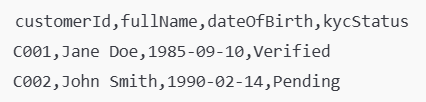 customerId,fullName,dateOfBirth,kycStatus
C001,Jane Doe,1985-09-10,Verified
C002,John Smith,1990-02-14,Pending